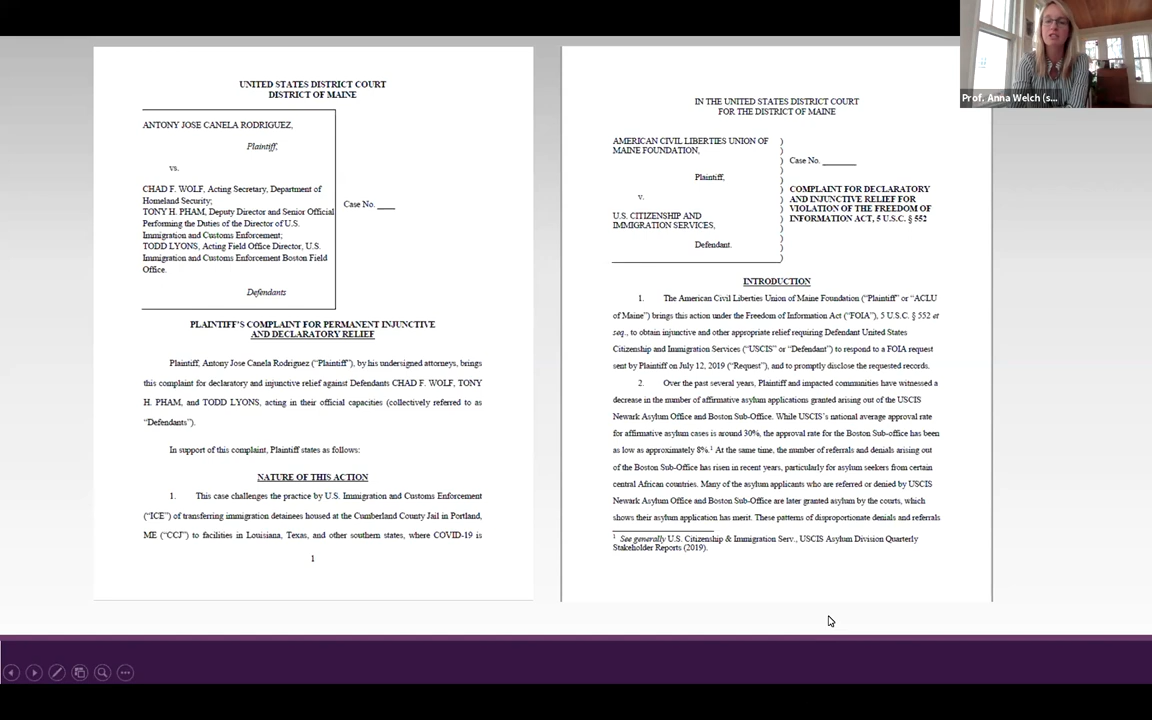 UNITED STATES DISTRICT COURT
DISTRICT OF MAINE
ANTONY JOSE CANELA RODRIGUEZ,
Plaintiff,
vs.
CHAD F. WOLF, Acting Secretary, Department of
Homeland Security;
TONY H. PHAM, Deputy Director and Senior Official
Performing the Duties of the Director of U.S.
Immigration and Customs Enforcement;
TODD LYONS, Acting Field Office Director, U.S.
Immigration and Customs Enforcement Boston Field
Office.
Defendants
Case No. ____
PLAINTIFF'S COMPLAINT FOR PERMANENT INJUNCTIVE
AND DECLARATORY RELIEF
Plaintiff, Antony Jose Canela Rodriguez ("Plaintiff"), by his undersigned attorneys, brings
this complaint for declaratory and injunctive relief against Defendants CHAD F. WOLF, TONY
H. PHAM, and TODD LYONS, acting in their official capacities (collectively referred to as
"Defendants").
In support of this complaint, Plaintiff states as follows:
NATURE OF THIS ACTION
1. This case challenges the practice by U.S. Immigration and Customs Enforcement
("ICE") of transferring immigration detainees housed at the Cumberland County Jail in Portland,
ME ("CCJ") to facilities in Louisiana, Texas, and other southern states, where COVID-19 is
1
IN THE UNITED STATES DISTRICT COURT
FOR THE DISTRICT OF MAINE
AMERICAN CIVIL LIBERTIES UNION OF
MAINE FOUNDATION,
Plaintiff,
v.
U.S. CITIZENSHIP AND
IMMIGRATION SERVICES,
Defendant.
Case No. _______
COMPLAINT FOR DECLARATORY
AND INJUNCTIVE RELIEF FOR
VIOLATION OF THE FREEDOM OF
INFORMATION ACT, 5 U.S.C. § 552
INTRODUCTION
1. The American Civil Liberties Union of Maine Foundation ("Plaintiff" or "ACLU
of Maine") brings this action under the Freedom of Information Act ("FOIA"), 5 U.S.C. § 552 et
seq., to obtain injunctive and other appropriate relief requiring Defendant United States
Citizenship and Immigration Services ("USCIS" or "Defendant") to respond to a FOIA request
sent by Plaintiff on July 12, 2019 ("Request"), and to promptly disclose the requested records.
2. Over the past several years, Plaintiff and impacted communities have witnessed a
decrease in the number of affirmative asylum applications granted arising out of the USCIS
Newark Asylum Office and Boston Sub-Office. While USCIS's national average approval rate
for affirmative asylum cases is around 30%, the approval rate for the Boston Sub-office has been
as low as approximately 8%.1 At the same time, the number of referrals and denials arising out
of the Boston Sub-Office has risen in recent years, particularly for asylum seekers from certain
central African countries. Many of the asylum applicants who are referred or denied by USCIS
Newark Asylum Office and Boston Sub-Office are later granted asylum by the courts, which
shows their asylum application has merit. These patterns of disproportionate denials and referrals
1 See generally U.S. Citizenship & Immigration Serv., USCIS Asylum Division Quarterly
Stakeholder Reports (2019).
Prof. Anna Welch (s...